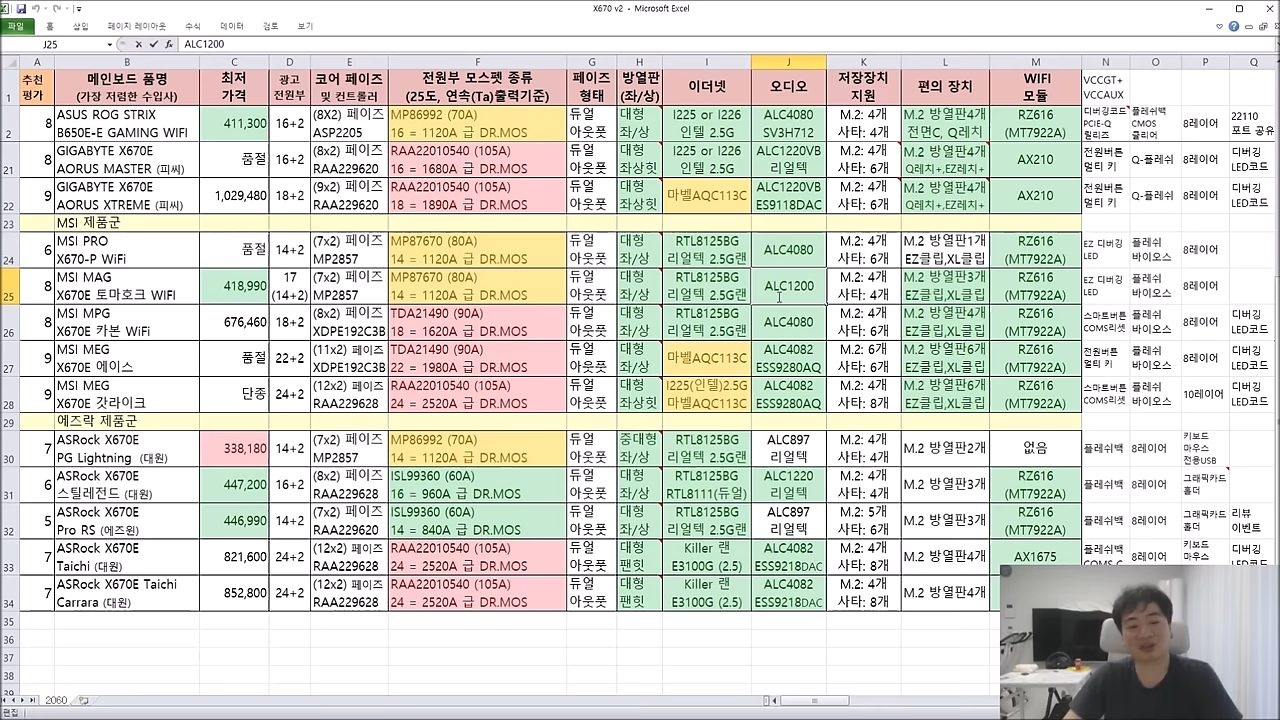 X670 v2 - Microsoft Excel
파일 홈 삽입 페이지 레이아웃 수식 데이터 검토 보기
J25 fx ALC1200
A B C D E F G H I J K L M N O P Q
1 추천 평가 메인보드 품명 (가장 저렴한 수입사) 최저 가격 광고 전원부 코어 페이즈 및 컨트롤러 전원부 모스펫 종류 (25도, 연속(Ta)출력기준) 페이즈 형태 방열판 (좌/상) 이더넷 오디오 저장장치 지원 편의 장치 WIFI 모듈 VCCGT+ VCCAUX
2 8 ASUS ROG STRIX B650E-E GAMING WIFI 411,300 16+2 (8X2) 페이즈 ASP2205 MP86992 (70A) 16 = 1120A 급 DR.MOS 듀얼 아웃풋 대형 좌/상 I225 or I226 인텔 2.5G ALC4080 SV3H712 M.2: 4개 사타: 4개 M.2 방열판4개 전면C, Q레치 RZ616 (MT7922A) 디버깅코드 PCIE-Q 릴리즈 플래쉬백 CMOS 클리어 8레이어 22110 포트 공유
21 8 GIGABYTE X670E AORUS MASTER (피씨) 품절 16+2 (8x2) 페이즈 RAA229620 RAA22010540 (105A) 16 = 1680A 급 DR.MOS 듀얼 아웃풋 대형 좌상힛 I225 or I226 인텔 2.5G ALC1220VB 리얼텍 M.2: 4개 사타: 6개 M.2 방열판4개 Q레치+,EZ레치+ AX210 전원버튼 멀티 키 Q-플래쉬 8레이어 디버깅 LED코드
22 9 GIGABYTE X670E AORUS XTREME (피씨) 1,029,480 18+2 (9x2) 페이즈 RAA229620 RAA22010540 (105A) 18 = 1890A 급 DR.MOS 듀얼 아웃풋 대형 좌상힛 마벨AQC113C ALC1220VB ES9118DAC M.2: 4개 사타: 6개 M.2 방열판4개 Q레치+,EZ레치+ AX210 전원버튼 멀티 키 Q-플래쉬 8레이어 디버깅 LED코드
23 MSI 제품군
24 6 MSI PRO X670-P WiFi 품절 14+2 (7x2) 페이즈 MP2857 MP87670 (80A) 14 = 1120A 급 DR.MOS 듀얼 아웃풋 대형 좌/상 RTL8125BG 리얼텍 2.5G랜 ALC4080 M.2: 4개 사타: 6개 M.2 방열판1개 EZ클립,XL클립 RZ616 (MT7922A) EZ 디버깅 LED 플래쉬 바이오스 8레이어
25 8 MSI MAG X670E 토마호크 WIFI 418,990 17 (14+2) (7x2) 페이즈 MP2857 MP87670 (80A) 14 = 1120A 급 DR.MOS 듀얼 아웃풋 대형 좌/상 RTL8125BG 리얼텍 2.5G랜 ALC1200 M.2: 4개 사타: 4개 M.2 방열판3개 EZ클립,XL클립 RZ616 (MT7922A) EZ 디버깅 LED 플래쉬 바이오스 8레이어
26 8 MSI MPG X670E 카본 WiFi 676,460 18+2 (8x2) 페이즈 XDPE192C3B TDA21490 (90A) 18 = 1620A 급 DR.MOS 듀얼 아웃풋 대형 좌/상 RTL8125BG 리얼텍 2.5G랜 ALC4080 M.2: 4개 사타: 6개 M.2 방열판4개 EZ클립,XL클립 RZ616 (MT7922A) 스마트버튼 COMS리셋 플래쉬 바이오스 8레이어 디버깅 LED코드
27 9 MSI MEG X670E 에이스 품절 22+2 (11x2) 페이즈 XDPE192C3B TDA21490 (90A) 22 = 1980A 급 DR.MOS 듀얼 아웃풋 대형 좌/상 마벨AQC113C ALC4082 ESS9280AQ M.2: 6개 사타: 6개 M.2 방열판6개 EZ클립,XL클립 RZ616 (MT7922A) 전원버튼 멀티 키 플래쉬 바이오스 8레이어 디버깅 LED코드
28 9 MSI MEG X670E 갓라이크 단종 24+2 (12x2) 페이즈 RAA229628 RAA22010540 (105A) 24 = 2520A 급 DR.MOS 듀얼 아웃풋 대형 좌상힛 I225(인텔)2.5G 마벨AQC113C ALC4082 ESS9280AQ M.2: 4개 사타: 8개 M.2 방열판6개 EZ클립,XL클립 RZ616 (MT7922A) 스마트버튼 COMS리셋 플래쉬 바이오스 10레이어 디버깅 LED코드
29 에즈락 제품군
30 7 ASRock X670E PG Lightning (대원) 338,180 14+2 (7x2) 페이즈 MP2857 MP86992 (70A) 14 = 1120A 급 DR.MOS 듀얼 아웃풋 중대형 좌/상 RTL8125BG 리얼텍 2.5G랜 ALC897 리얼텍 M.2: 4개 사타: 4개 M.2 방열판2개 없음 플레쉬백 8레이어 키보드 마우스 전용USB
31 6 ASRock X670E 스틸레전드 (대원) 447,200 16+2 (8x2) 페이즈 RAA229628 ISL99360 (60A) 16 = 960A 급 DR.MOS 듀얼 아웃풋 대형 좌/상 RTL8125BG RTL8111(듀얼) ALC1220 리얼텍 M.2: 4개 사타: 4개 M.2 방열판3개 RZ616 (MT7922A) 플레쉬백 8레이어 그래픽카드 홀더
32 5 ASRock X670E Pro RS (에즈원) 446,990 14+2 (7x2) 페이즈 RAA229620 ISL99360 (60A) 14 = 840A 급 DR.MOS 듀얼 아웃풋 대형 좌/상 RTL8125BG 리얼텍 2.5G랜 ALC897 리얼텍 M.2: 5개 사타: 6개 M.2 방열판3개 RZ616 (MT7922A) 플레쉬백 8레이어 그래픽카드 홀더 리뷰 이벤트
33 7 ASRock X670E Taichi (대원) 821,600 24+2 (12x2) 페이즈 RAA229628 RAA22010540 (105A) 24 = 2520A 급 DR.MOS 듀얼 아웃풋 대형 팬힛 Killer 랜 E3100G (2.5) ALC4082 ESS9218DAC M.2: 4개 사타: 8개 M.2 방열판4개 AX1675 플레쉬백 8레이어 키보드 마우스 디버깅
34 7 ASRock X670E Taichi Carrara (대원) 852,800 24+2 (12x2) 페이즈 RAA229628 RAA22010540 (105A) 24 = 2520A 급 DR.MOS 듀얼 아웃풋 대형 팬힛 Killer 랜 E3100G (2.5) ALC4082 ESS9218DAC M.2: 4개 사타: 8개 M.2 방열판4개
35
36
37
38
39
2060
편집